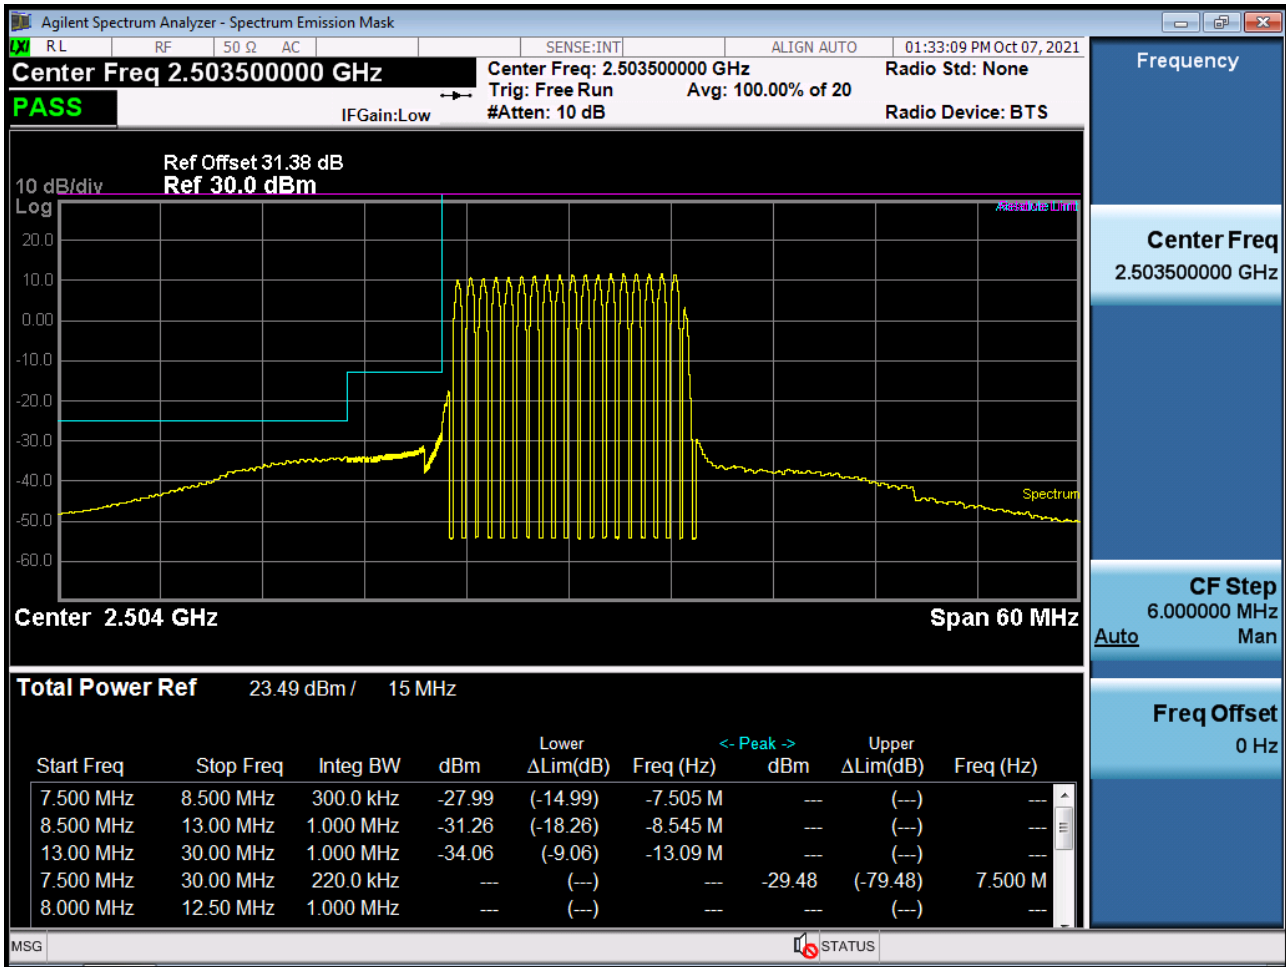 Agilent Spectrum Analyzer - Spectrum Emission Mask
LXI RL RF 50 Ω AC SENSE:INT ALIGN AUTO 01:33:09 PM Oct 07, 2021
Center Freq 2.503500000 GHz
Center Freq: 2.503500000 GHz
Radio Std: None
Trig: Free Run Avg: 100.00% of 20
PASS
IFGain:Low
#Atten: 10 dB
Radio Device: BTS
Ref Offset 31.38 dB
10 dB/div Ref 30.0 dBm
Log
Absolute Limit
20.0
10.0
0.00
-10.0
-20.0
-30.0
-40.0
Spectrum
-50.0
-60.0
Center 2.504 GHz Span 60 MHz
Total Power Ref 23.49 dBm / 15 MHz
Lower <- Peak -> Upper
Start Freq Stop Freq Integ BW dBm ΔLim(dB) Freq (Hz) dBm ΔLim(dB) Freq (Hz)
7.500 MHz 8.500 MHz 300.0 kHz -27.99 (-14.99) -7.505 M --- (---) ---
8.500 MHz 13.00 MHz 1.000 MHz -31.26 (-18.26) -8.545 M --- (---) ---
13.00 MHz 30.00 MHz 1.000 MHz -34.06 (-9.06) -13.09 M --- (---) ---
7.500 MHz 30.00 MHz 220.0 kHz --- (---) --- -29.48 (-79.48) 7.500 M
8.000 MHz 12.50 MHz 1.000 MHz --- (---) --- --- (---) ---
MSG STATUS
Frequency
Center Freq
2.503500000 GHz
CF Step
6.000000 MHz
Auto Man
Freq Offset
0 Hz